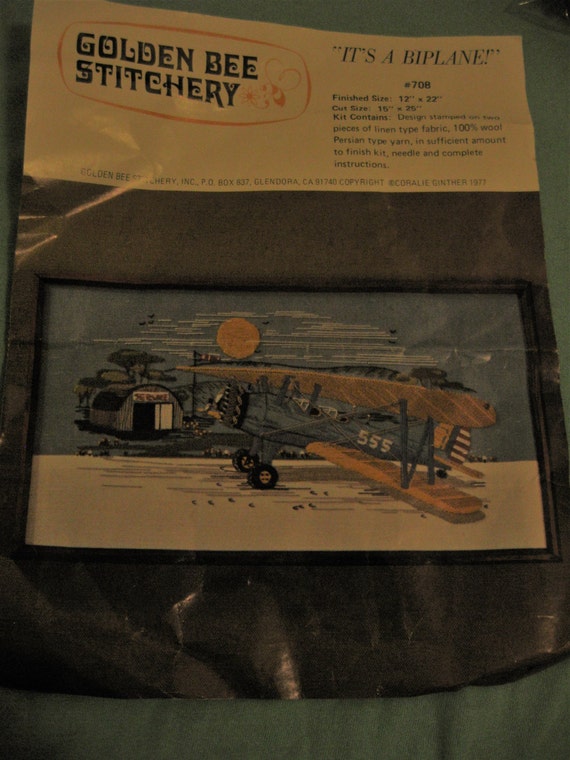 GOLDEN BEE
STITCHERY
"IT'S A BIPLANE!"
#708
Finished Size: 12" x 22"
Cut Size: 15" x 25"
Kit Contains: Design stamped on two
pieces of linen type fabric, 100% wool
Persian type yarn, in sufficient amount
to finish kit, needle and complete
instructions.
GOLDEN BEE STITCHERY, INC., P.O. BOX 837, GLENDORA, CA 91740 COPYRIGHT ©CORALIE GINTHER 1977
555